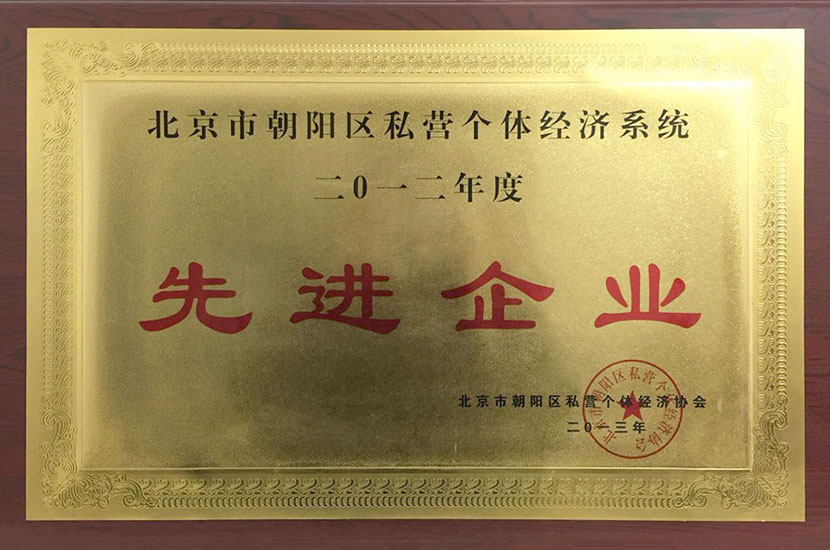 北京市朝阳区私营个体经济系统
二0一二年度
先进企业
北京市朝阳区私营个体经济协会
二0一三年
北京市朝阳区私营个体经济协会